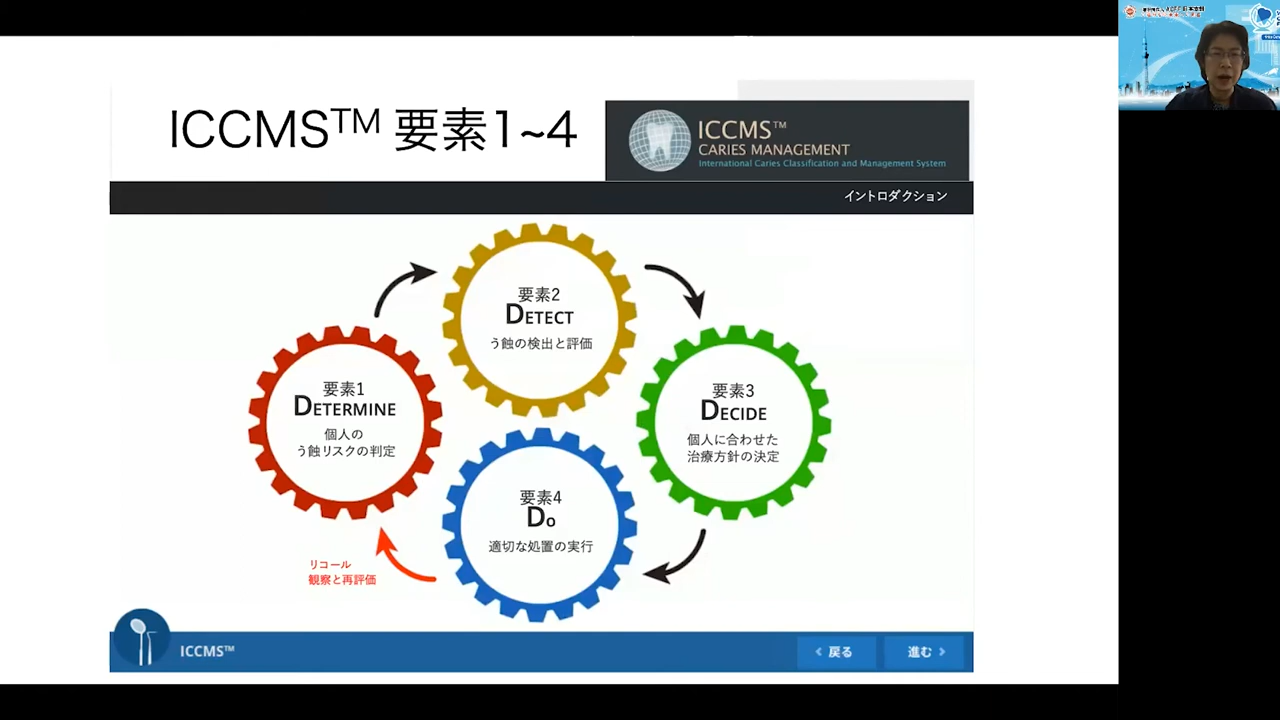 ICCMS™ 要素1~4
ICCMS™
CARIES MANAGEMENT
International Caries Classification and Management System
イントロダクション
要素2
DETECT
う蝕の検出と評価
要素1
DETERMINE
個人の
う蝕リスクの判定
要素3
DECIDE
個人に合わせた
治療方針の決定
要素4
Do
適切な処置の実行
リコール
観察と再評価
ICCMS™
戻る
進む